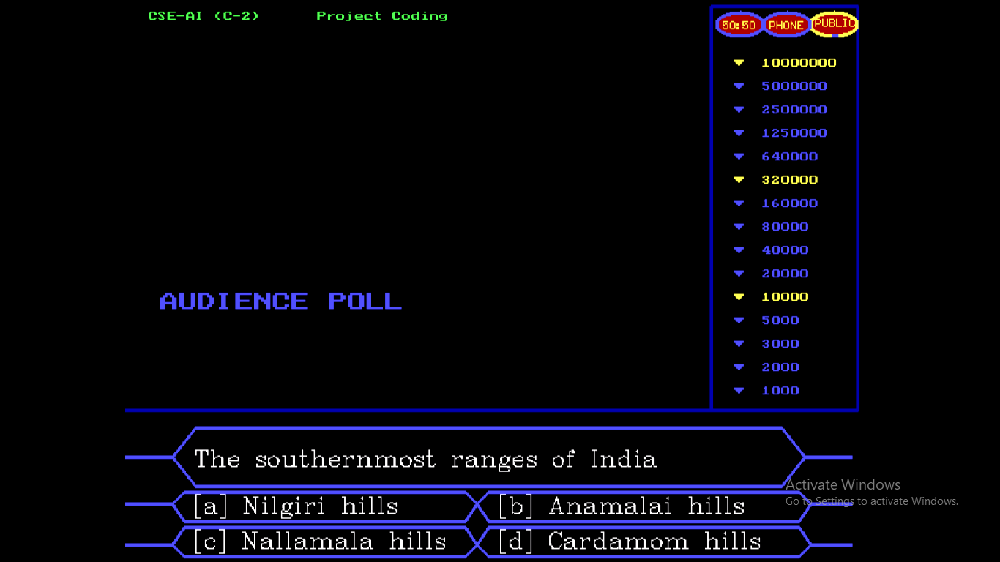 CSE-AI (C-2) Project Coding
50:50 PHONE PUBLIC
10000000
5000000
2500000
1250000
640000
320000
160000
80000
40000
20000
10000
5000
3000
2000
1000
AUDIENCE POLL
The southernmost ranges of India
[a] Nilgiri hills [b] Anamalai hills
[c] Nallamala hills [d] Cardamom hills
Activate Windows
Go to Settings to activate Windows.